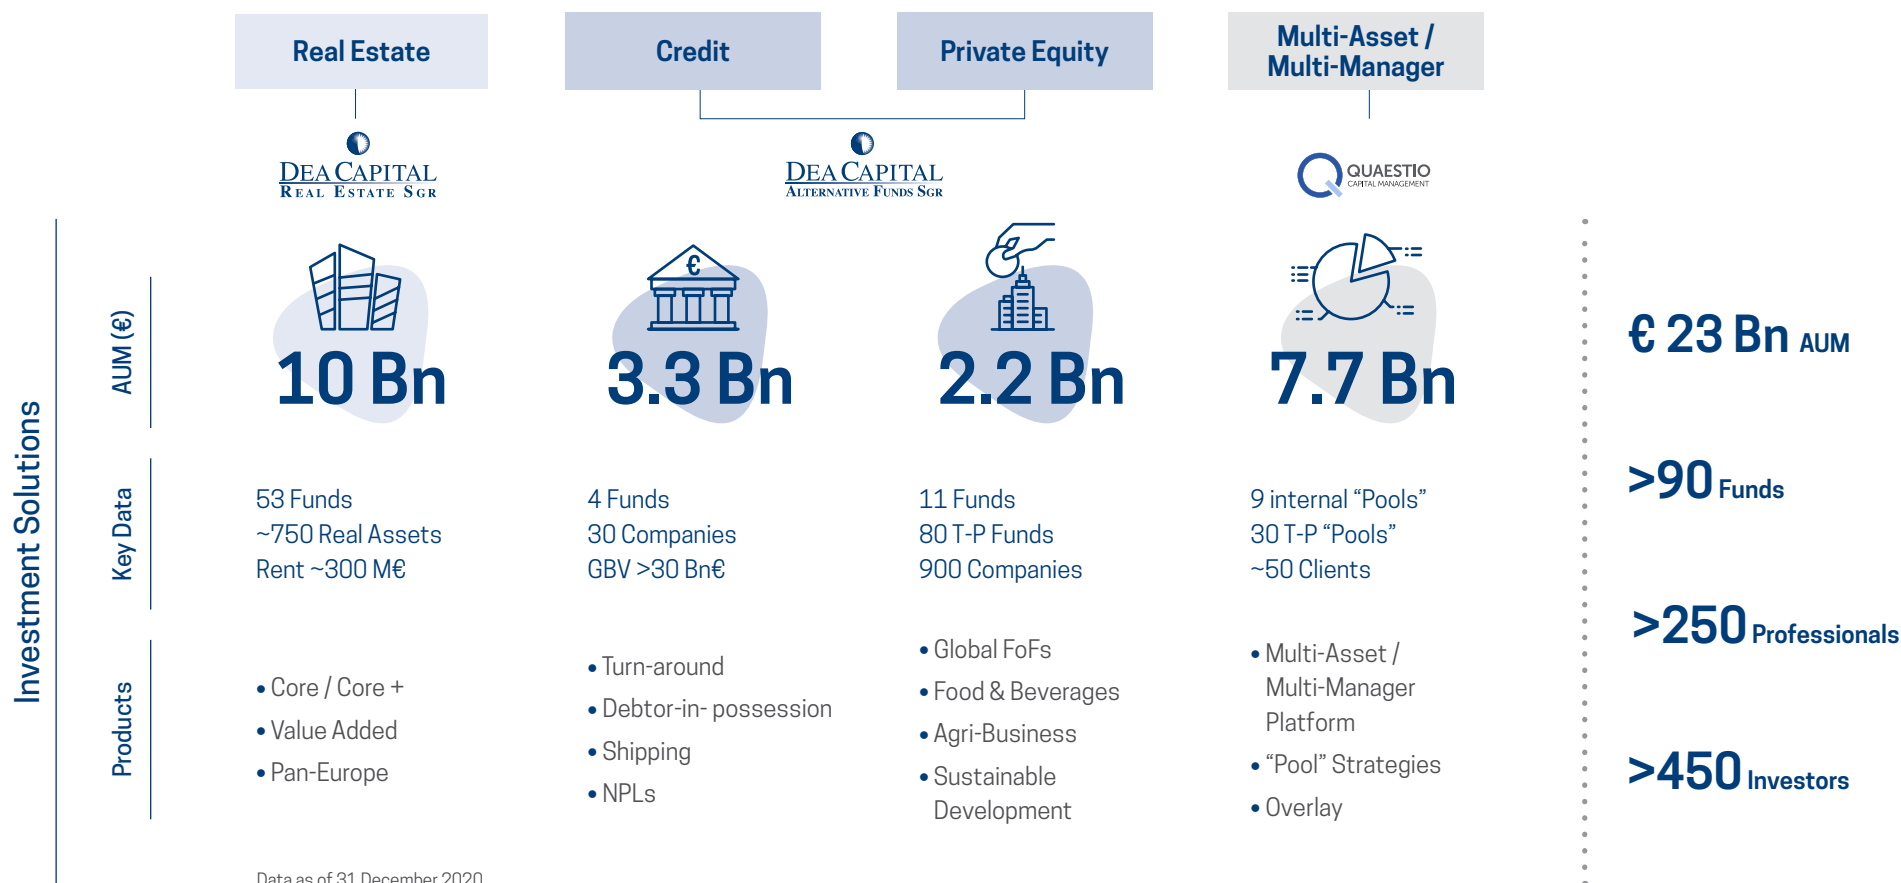 Real Estate
Credit
Private Equity
Multi-Asset /
Multi-Manager
DEA CAPITAL
REAL ESTATE SGR
DEA CAPITAL
ALTERNATIVE FUNDS SGR
QUAESTIO
CAPITAL MANAGEMENT
Investment Solutions
AUM (€)
€
10 Bn
3.3 Bn
2.2 Bn
7.7 Bn
€ 23 Bn AUM
Key Data
53 Funds
~750 Real Assets
Rent ~300 M€
4 Funds
30 Companies
GBV >30 Bn€
11 Funds
80 T-P Funds
900 Companies
9 internal “Pools”
30 T-P “Pools”
~50 Clients
>90 Funds
>250 Professionals
Products
• Core / Core +
• Value Added
• Pan-Europe
• Turn-around
• Debtor-in- possession
• Shipping
• NPLs
• Global FoFs
• Food & Beverages
• Agri-Business
• Sustainable
Development
• Multi-Asset /
Multi-Manager
Platform
• “Pool” Strategies
• Overlay
>450 Investors
Data as of 31 December 2020